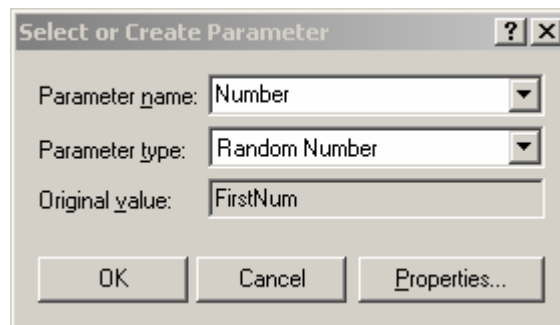 Select or Create Parameter ? X
Parameter name: Number
Parameter type: Random Number
Original value: FirstNum
OK Cancel Properties...